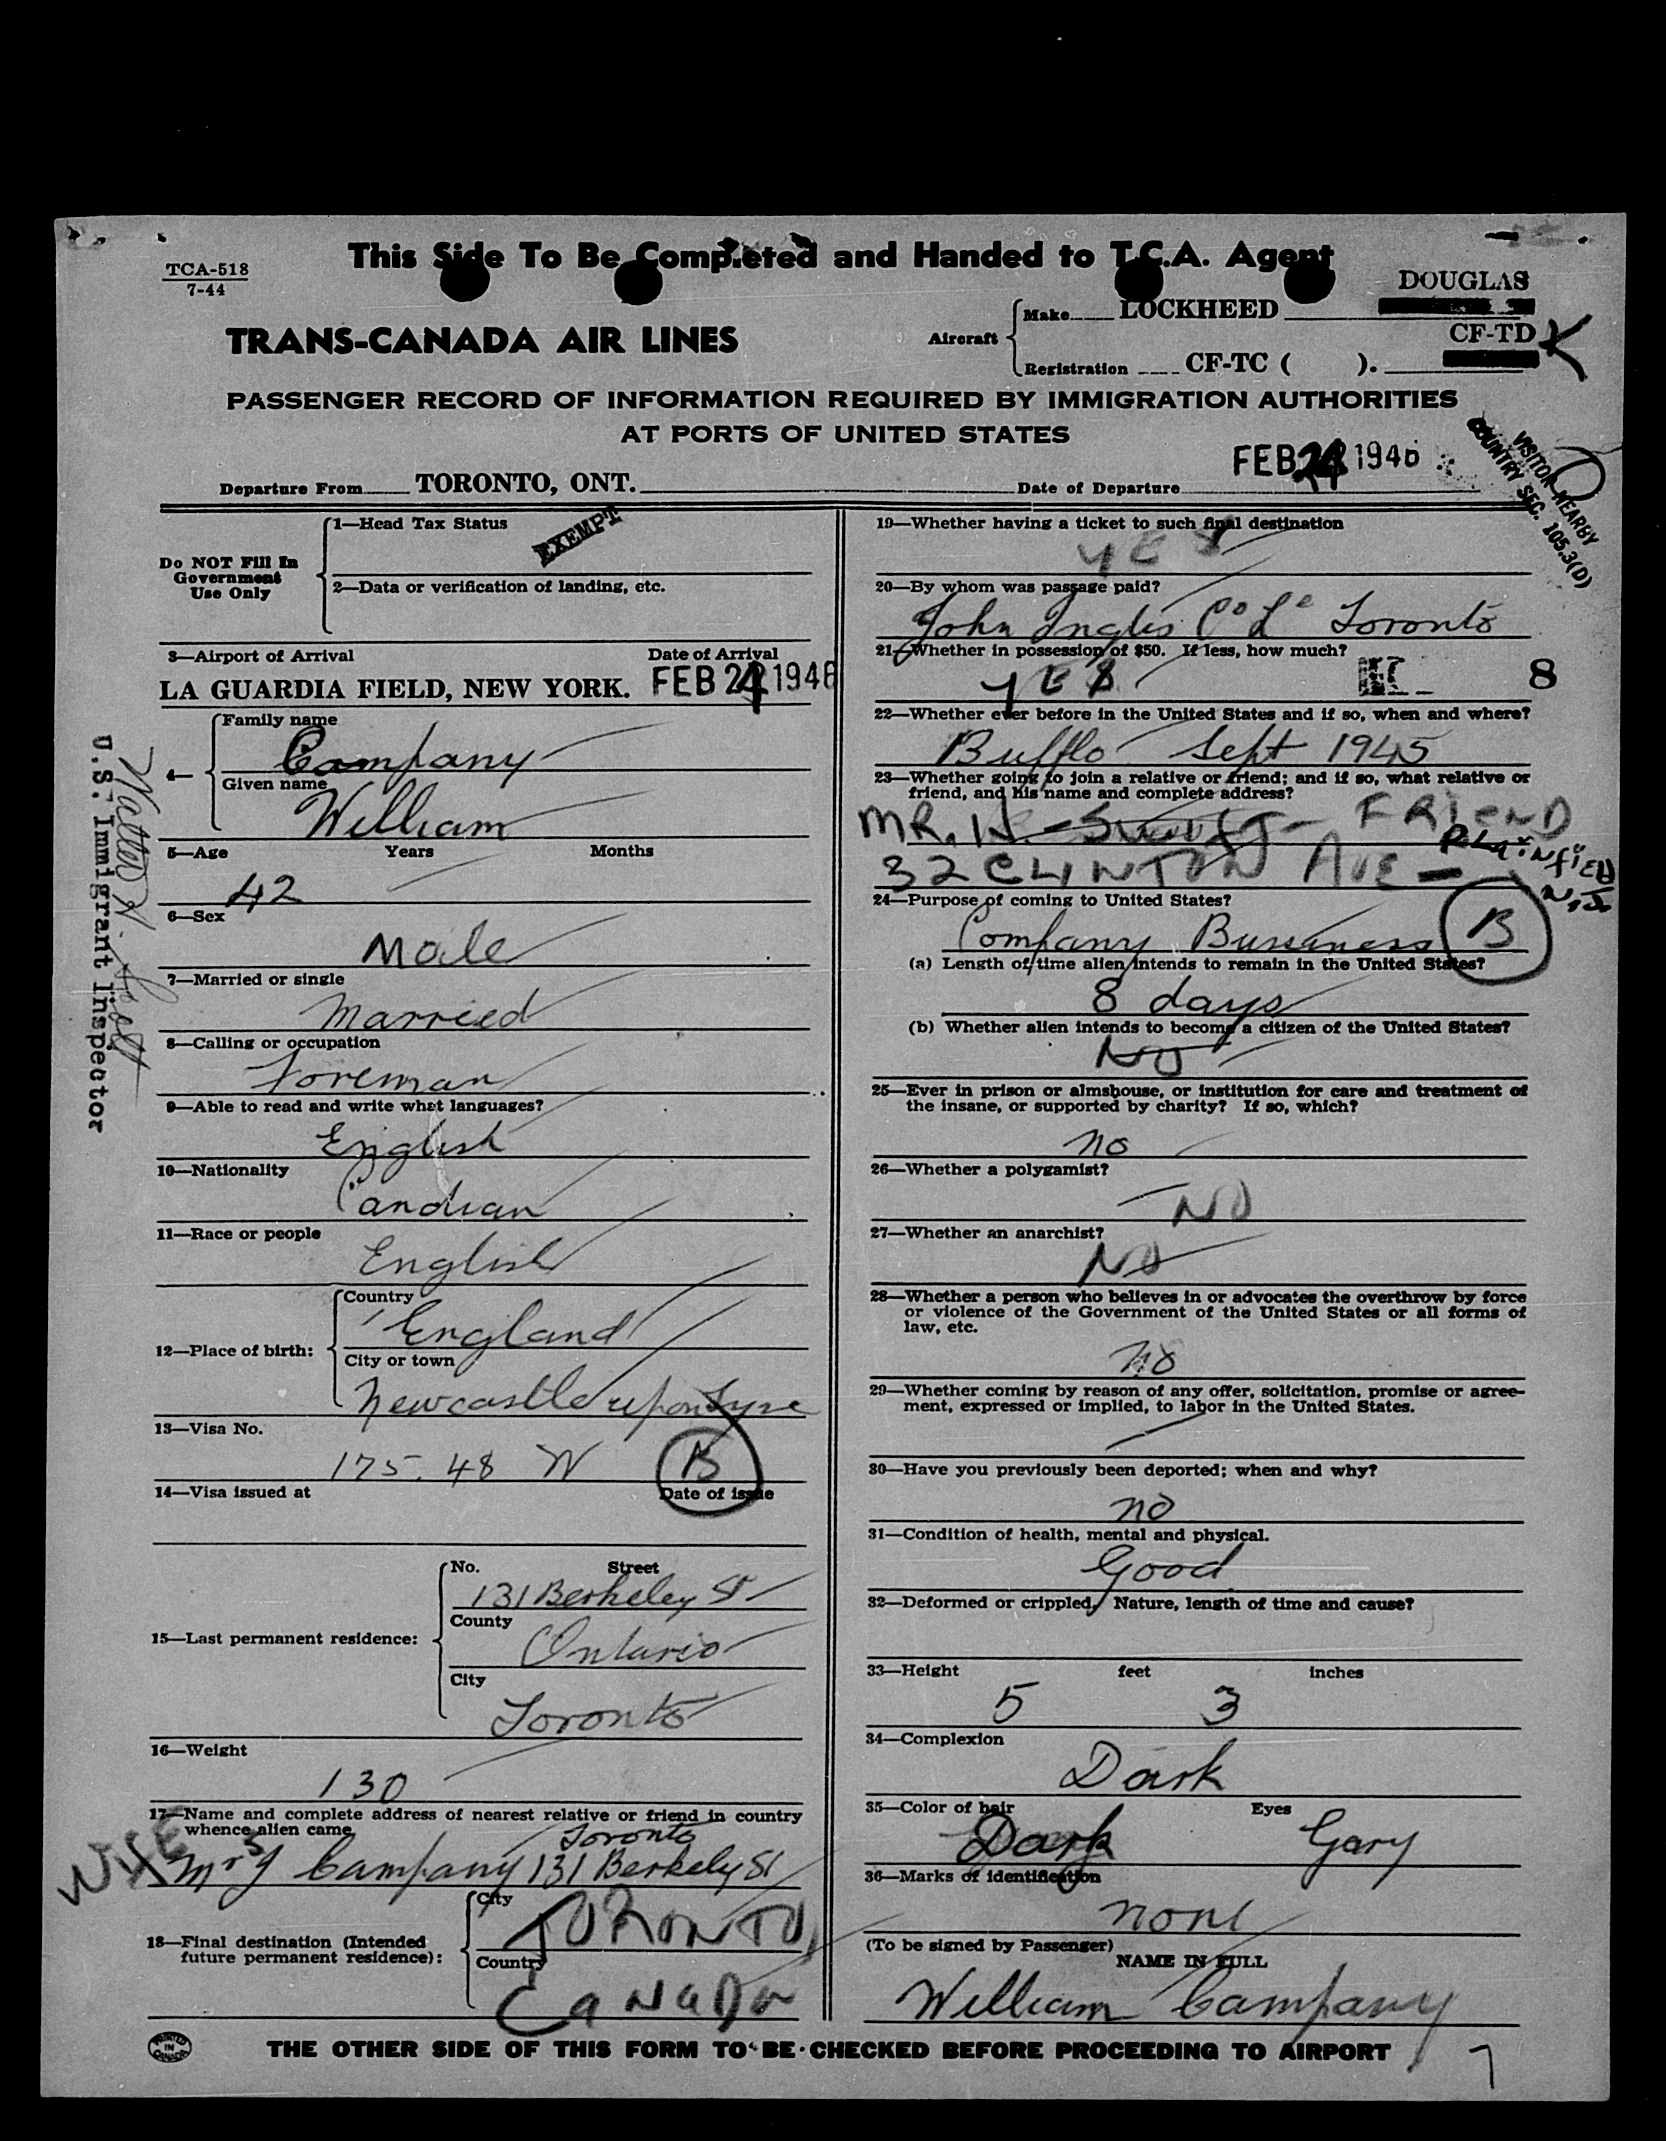 This Side To Be Completed and Handed to T.C.A. Agent
TCA-518
7-44
TRANS-CANADA AIR LINES
Aircraft
Make LOCKHEED DOUGLAS
Registration CF-TC ( ). CF-TD
PASSENGER RECORD OF INFORMATION REQUIRED BY IMMIGRATION AUTHORITIES
AT PORTS OF UNITED STATES
Departure From TORONTO, ONT. Date of Departure FEB 24 1946
VISITOR NEARBY
COUNTRY SEC. 105.3(D)
Do NOT Fill In
Government
Use Only
1—Head Tax Status EXEMPT
2—Data or verification of landing, etc.
3—Airport of Arrival Date of Arrival
LA GUARDIA FIELD, NEW YORK. FEB 24 1946
4—
Family name
Company
Given name
William
5—Age Years Months
42
6—Sex
Male
7—Married or single
Married
8—Calling or occupation
Foreman
9—Able to read and write what languages?
English
10—Nationality
Candian
11—Race or people
English
12—Place of birth:
Country
England
City or town
Newcastle upon Tyne
13—Visa No.
175.48 W B
14—Visa issued at Date of issue
15—Last permanent residence:
No. Street
131 Berkeley St
County
Ontario
City
Toronto
16—Weight
130
17—Name and complete address of nearest relative or friend in country
whence alien came
Toronto
WIFE Mrs J Company 131 Berkely St
18—Final destination (Intended
future permanent residence):
City
TORONTO
Country
CaNaDa
U.S. Immigrant Inspector
19—Whether having a ticket to such final destination
YES
20—By whom was passage paid?
John Inglis Co Toronto
21—Whether in possession of $50. If less, how much?
YES 8
22—Whether ever before in the United States and if so, when and where?
Bufflo Sept 1945
23—Whether going to join a relative or friend; and if so, what relative or
friend, and his name and complete address?
MR. N. - SWIFT - FRIEND
32 CLINTON AVE - PLainfiELD
N.J.
24—Purpose of coming to United States?
Company Bussiness B
(a) Length of time alien intends to remain in the United States?
8 days
(b) Whether alien intends to become a citizen of the United States?
NO
25—Ever in prison or almshouse, or institution for care and treatment of
the insane, or supported by charity? If so, which?
no
26—Whether a polygamist?
NO
27—Whether an anarchist?
NO
28—Whether a person who believes in or advocates the overthrow by force
or violence of the Government of the United States or all forms of
law, etc.
no
29—Whether coming by reason of any offer, solicitation, promise or agree-
ment, expressed or implied, to labor in the United States.
30—Have you previously been deported; when and why?
no
31—Condition of health, mental and physical.
Good
32—Deformed or crippled, Nature, length of time and cause?
33—Height feet inches
5 3
34—Complexion
Dark
35—Color of hair Eyes
Dark Gary
36—Marks of identification
none
(To be signed by Passenger)
NAME IN FULL
William Company
PRINTED IN CANADA
THE OTHER SIDE OF THIS FORM TO BE CHECKED BEFORE PROCEEDING TO AIRPORT
7